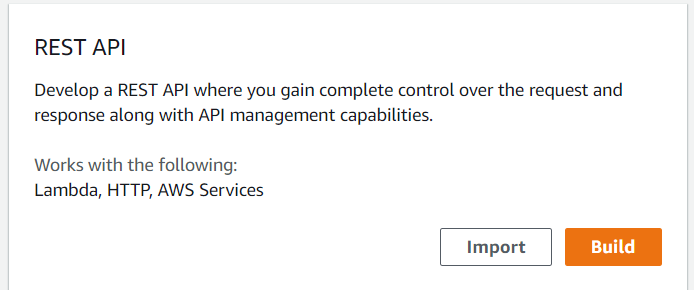 REST API
Develop a REST API where you gain complete control over the request and
response along with API management capabilities.
Works with the following:
Lambda, HTTP, AWS Services
Import
Build